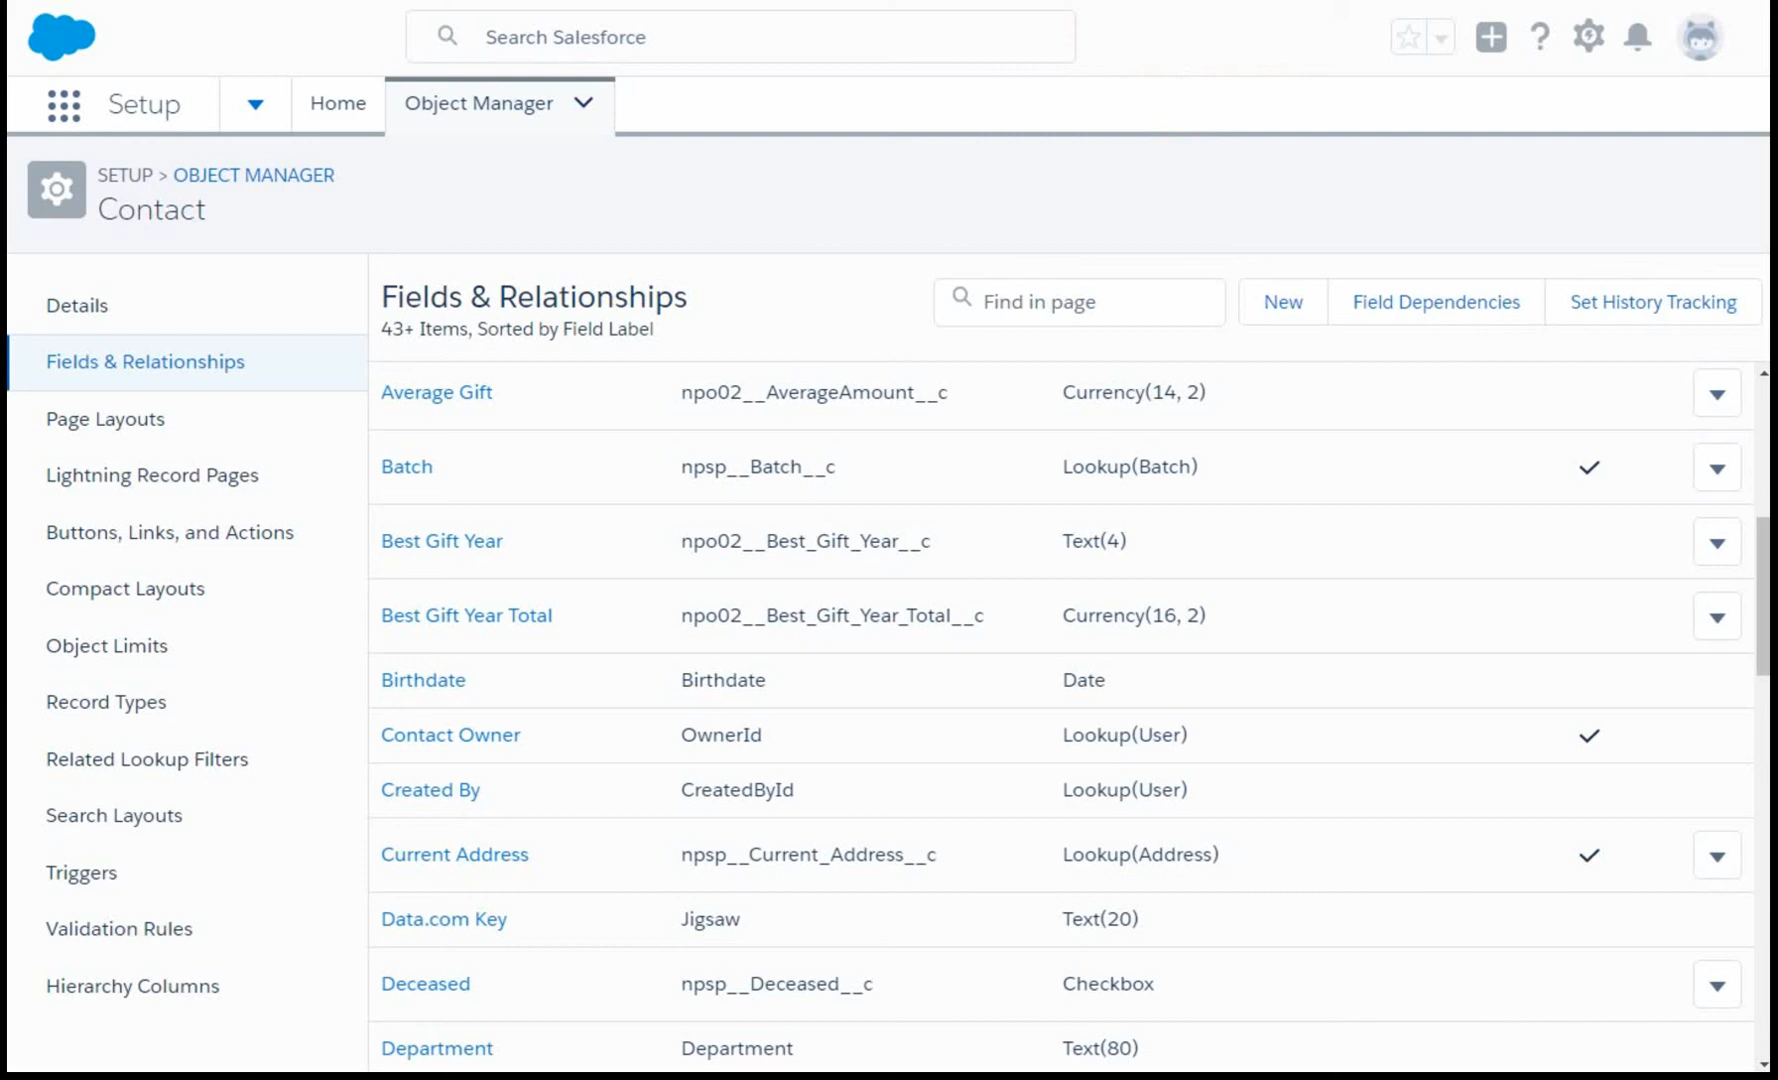 Search Salesforce
Setup
Home
Object Manager
SETUP > OBJECT MANAGER
Contact
Details
Fields & Relationships
Page Layouts
Lightning Record Pages
Buttons, Links, and Actions
Compact Layouts
Object Limits
Record Types
Related Lookup Filters
Search Layouts
Triggers
Validation Rules
Hierarchy Columns
Fields & Relationships
43+ Items, Sorted by Field Label
Find in page
New
Field Dependencies
Set History Tracking
Average Gift npo02__AverageAmount__c Currency(14, 2)
Batch npsp__Batch__c Lookup(Batch)
Best Gift Year npo02__Best_Gift_Year__c Text(4)
Best Gift Year Total npo02__Best_Gift_Year_Total__c Currency(16, 2)
Birthdate Birthdate Date
Contact Owner OwnerId Lookup(User)
Created By CreatedById Lookup(User)
Current Address npsp__Current_Address__c Lookup(Address)
Data.com Key Jigsaw Text(20)
Deceased npsp__Deceased__c Checkbox
Department Department Text(80)